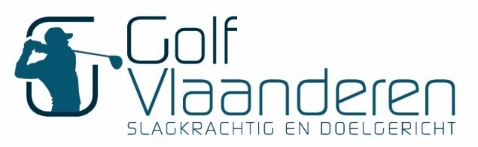 Golf
Vlaanderen
SLAGKRACHTIG EN DOELGERICHT